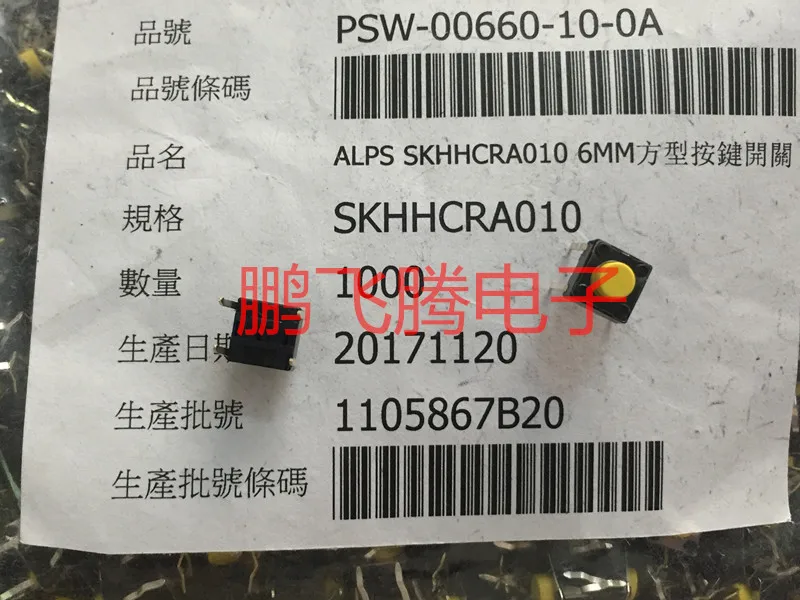 品號 PSW-00660-10-0A
品號條碼
品名 ALPS SKHHCRA010 6MM方型按鍵開關
規格 SKHHCRA010
數量 1000
鹏飞腾电子
生產日期 20171120
生產批號 1105867B20
生產批號條碼